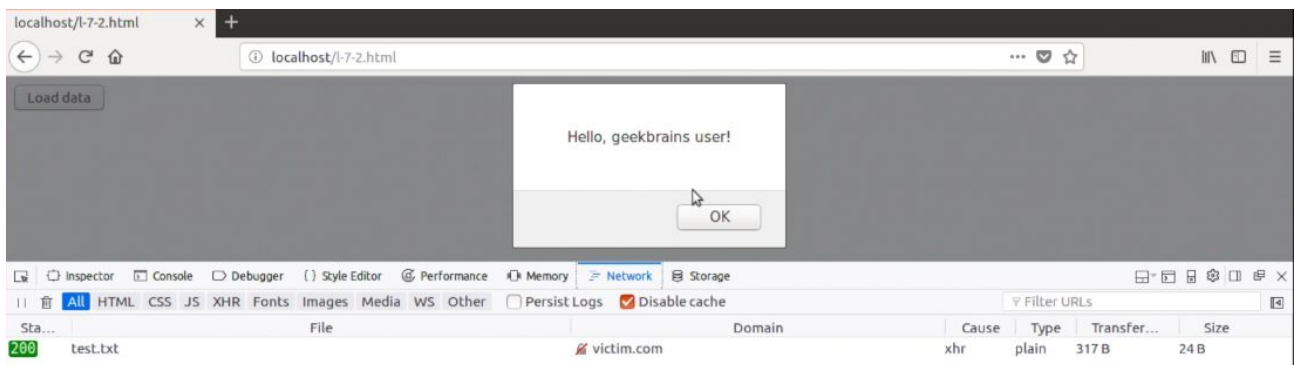 localhost/l-7-2.html
localhost/l-7-2.html
Load data
Hello, geekbrains user!
OK
Inspector Console Debugger {} Style Editor Performance Memory Network Storage
All HTML CSS JS XHR Fonts Images Media WS Other Persist Logs Disable cache Filter URLs
Sta... File Domain Cause Type Transfer... Size
200 test.txt victim.com xhr plain 317 B 24 B